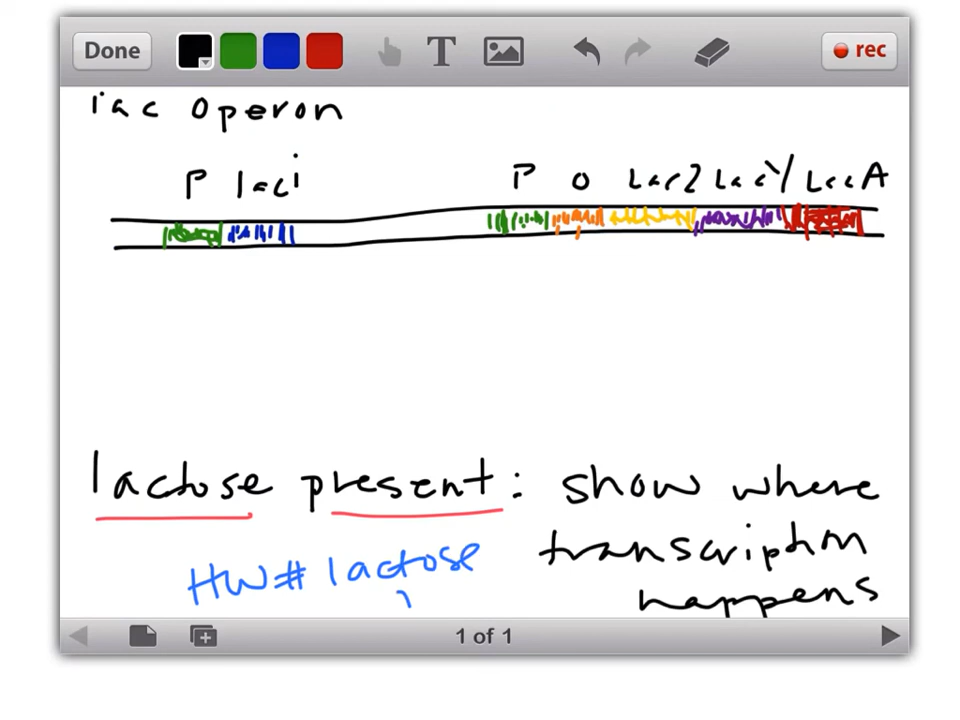 Done
T
rec
lac operon
P laci
P O LacZ LacY LacA
lactose present: show where
transcription
happens
HW# lactose
1 of 1